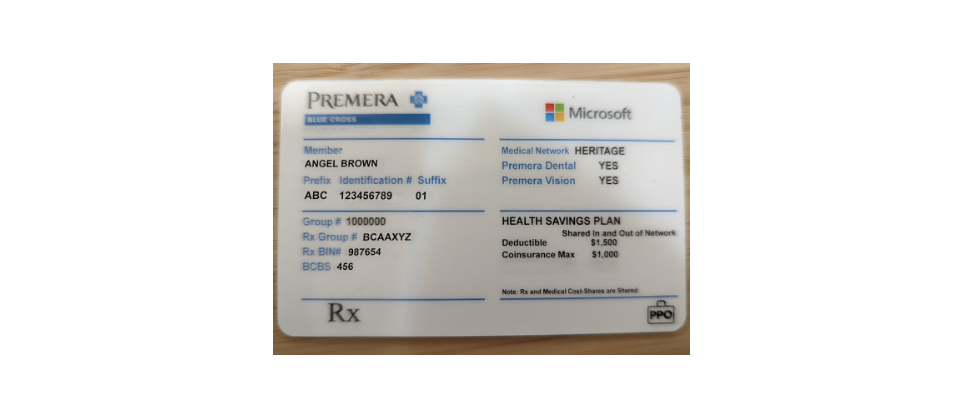 PREMERA
BLUE CROSS
Microsoft
Member
ANGEL BROWN
Prefix Identification # Suffix
ABC 123456789 01
Group # 1000000
Rx Group # BCAAXYZ
Rx BIN# 987654
BCBS 456
Rx
Medical Network HERITAGE
Premera Dental YES
Premera Vision YES
HEALTH SAVINGS PLAN
Shared In and Out of Network
Deductible $1,500
Coinsurance Max $1,000
Note: Rx and Medical Cost-Shares are Shared
PPO